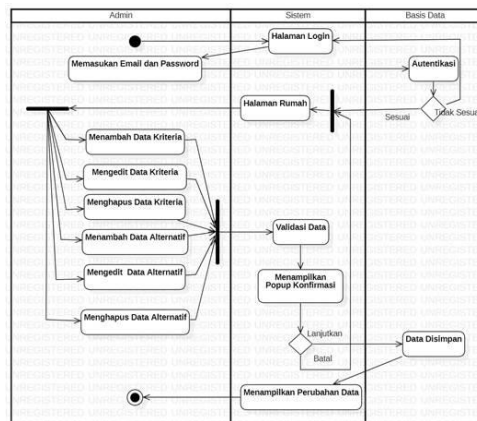 Admin
Sistem
Basis Data
Halaman Login
Memasukan Email dan Password
Autentikasi
Halaman Rumah
Sesuai
Tidak Sesuai
Menambah Data Kriteria
Mengedit Data Kriteria
Menghapus Data Kriteria
Menambah Data Alternatif
Mengedit  Data Alternatif
Menghapus Data Alternatif
Validasi Data
Menampilkan
Popup Konfirmasi
Lanjutkan
Batal
Data Disimpan
Menampilkan Perubahan Data